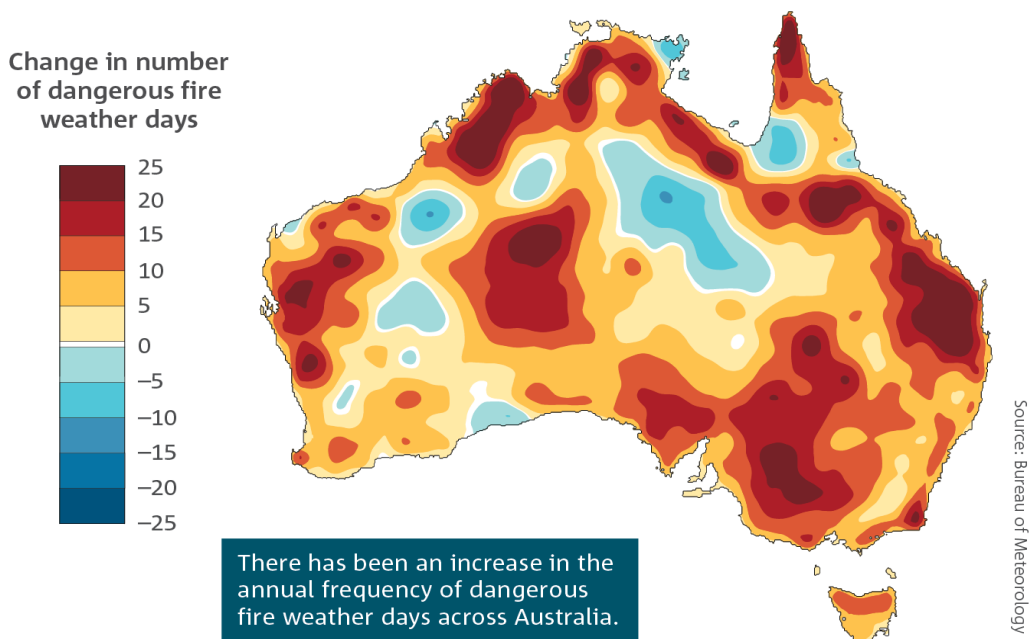 Change in number
of dangerous fire
weather days
25
20
15
10
5
0
–5
–10
–15
–20
–25
There has been an increase in the
annual frequency of dangerous
fire weather days across Australia.
Source: Bureau of Meteorology